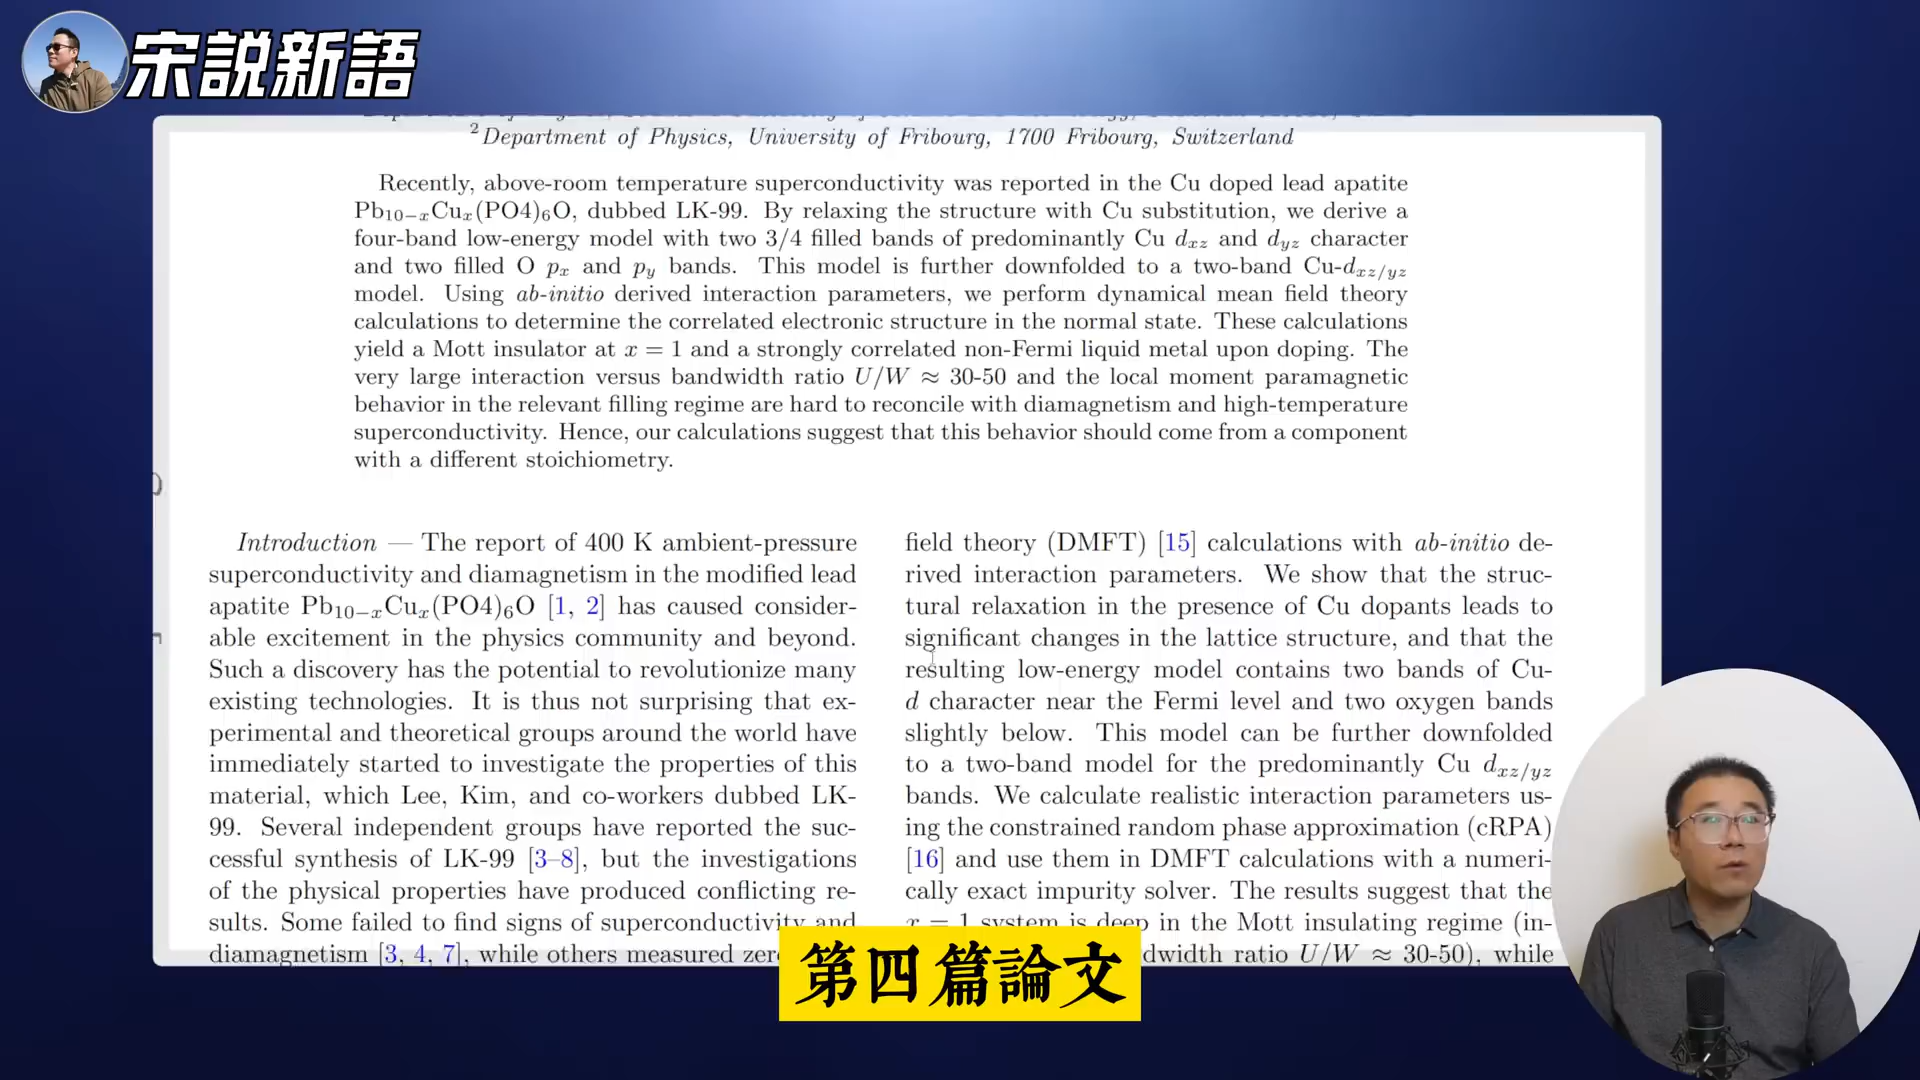 宋説新語
2Department of Physics, University of Fribourg, 1700 Fribourg, Switzerland
Recently, above-room temperature superconductivity was reported in the Cu doped lead apatite
Pb10−xCux(PO4)6O, dubbed LK-99. By relaxing the structure with Cu substitution, we derive a
four-band low-energy model with two 3/4 filled bands of predominantly Cu dxz and dyz character
and two filled O px and py bands. This model is further downfolded to a two-band Cu-dxz/yz
model. Using ab-initio derived interaction parameters, we perform dynamical mean field theory
calculations to determine the correlated electronic structure in the normal state. These calculations
yield a Mott insulator at x = 1 and a strongly correlated non-Fermi liquid metal upon doping. The
very large interaction versus bandwidth ratio U/W ≈ 30-50 and the local moment paramagnetic
behavior in the relevant filling regime are hard to reconcile with diamagnetism and high-temperature
superconductivity. Hence, our calculations suggest that this behavior should come from a component
with a different stoichiometry.
Introduction — The report of 400 K ambient-pressure
superconductivity and diamagnetism in the modified lead
apatite Pb10−xCux(PO4)6O [1, 2] has caused consider-
able excitement in the physics community and beyond.
Such a discovery has the potential to revolutionize many
existing technologies. It is thus not surprising that ex-
perimental and theoretical groups around the world have
immediately started to investigate the properties of this
material, which Lee, Kim, and co-workers dubbed LK-
99. Several independent groups have reported the suc-
cessful synthesis of LK-99 [3–8], but the investigations
of the physical properties have produced conflicting re-
sults. Some failed to find signs of superconductivity and
diamagnetism [3, 4, 7], while others measured zero
field theory (DMFT) [15] calculations with ab-initio de-
rived interaction parameters. We show that the struc-
tural relaxation in the presence of Cu dopants leads to
significant changes in the lattice structure, and that the
resulting low-energy model contains two bands of Cu-
d character near the Fermi level and two oxygen bands
slightly below. This model can be further downfolded
to a two-band model for the predominantly Cu dxz/yz
bands. We calculate realistic interaction parameters us-
ing the constrained random phase approximation (cRPA)
[16] and use them in DMFT calculations with a numeri-
cally exact impurity solver. The results suggest that the
x = 1 system is deep in the Mott insulating regime (in-
dwidth ratio U/W ≈ 30-50), while
第四篇論文